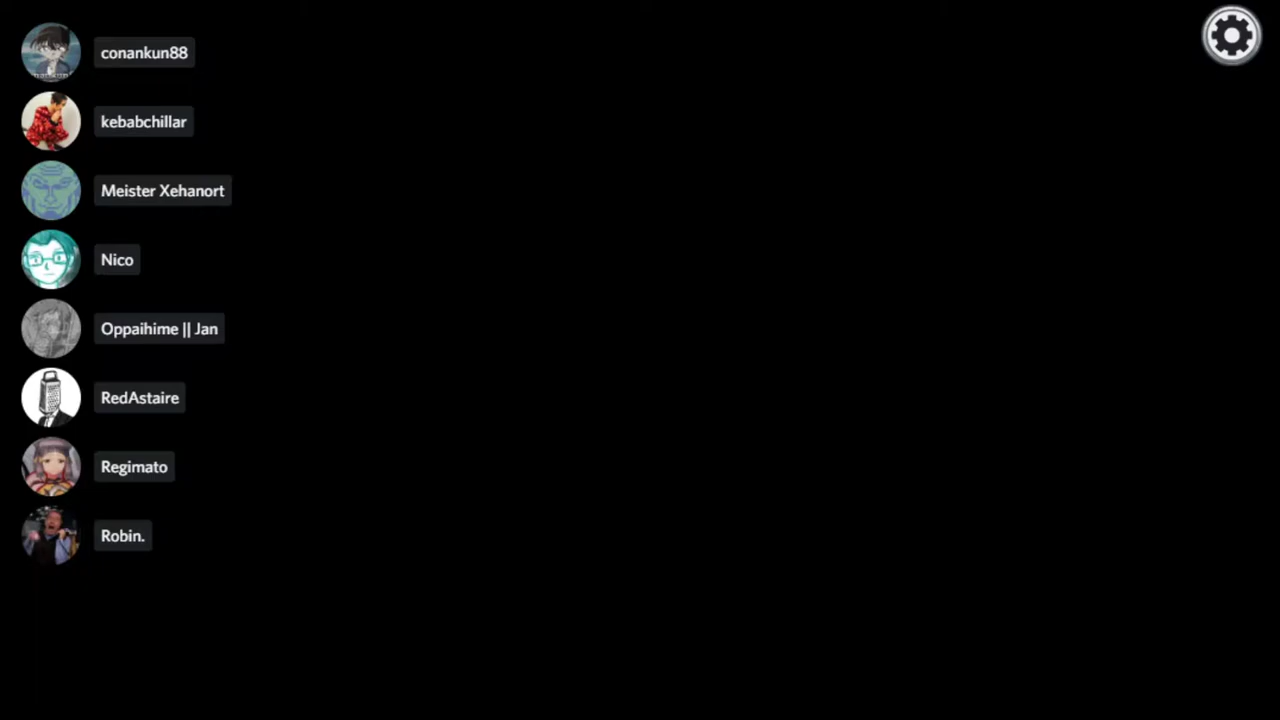 conankun88
kebabchillar
Meister Xehanort
Nico
Oppaihime || Jan
RedAstaire
Regimato
Robin.